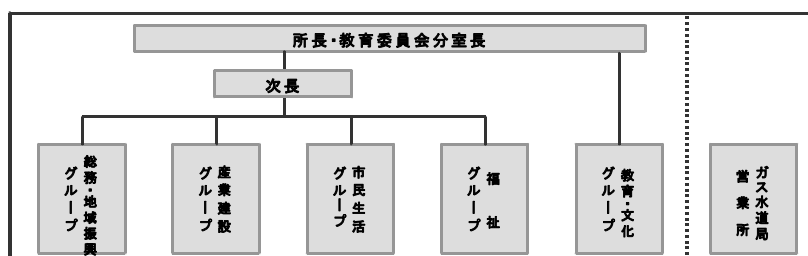 所長・教育委員会分室長
次長
総務・地域振興
グループ
産業建設
グループ
市民生活
グループ
福祉
グループ
教育・文化
グループ
ガス水道局
営業所